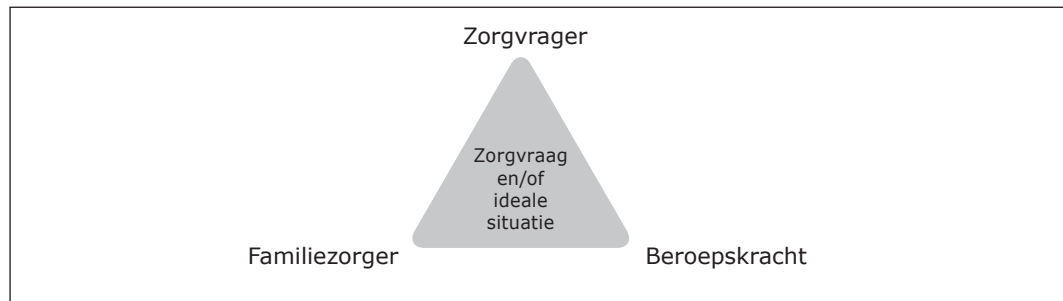 Zorgvrager
Zorgvraag
en/of
ideale
situatie
Familiezorger
Beroepskracht